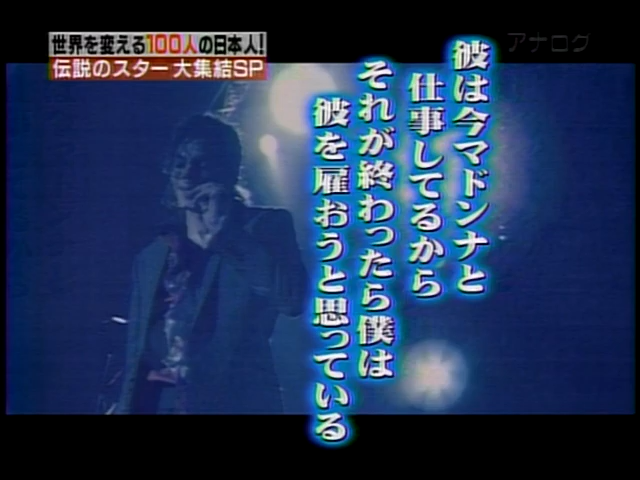 世界を変える100人の日本人!
伝説のスター 大集結SP
アナログ
彼は今マドンナと
仕事してるから
それが終わったら僕は
彼を雇おうと思っている